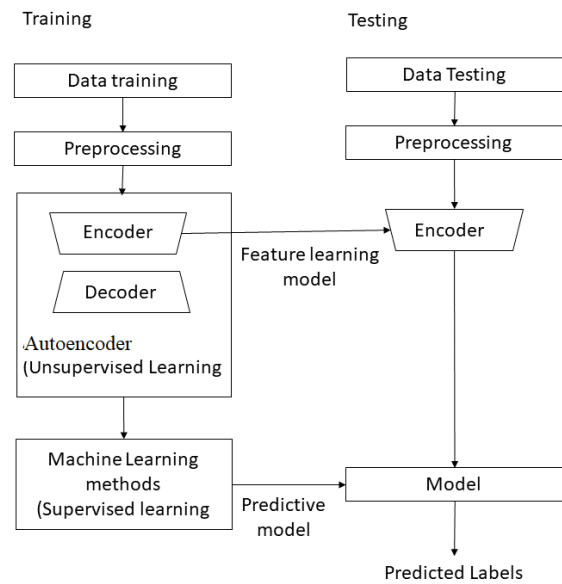 Training
Testing
Data training
Data Testing
Preprocessing
Preprocessing
Encoder
Encoder
Feature learning
model
Decoder
Autoencoder
(Unsupervised Learning
Machine Learning
methods
(Supervised learning
Predictive
model
Model
Predicted Labels